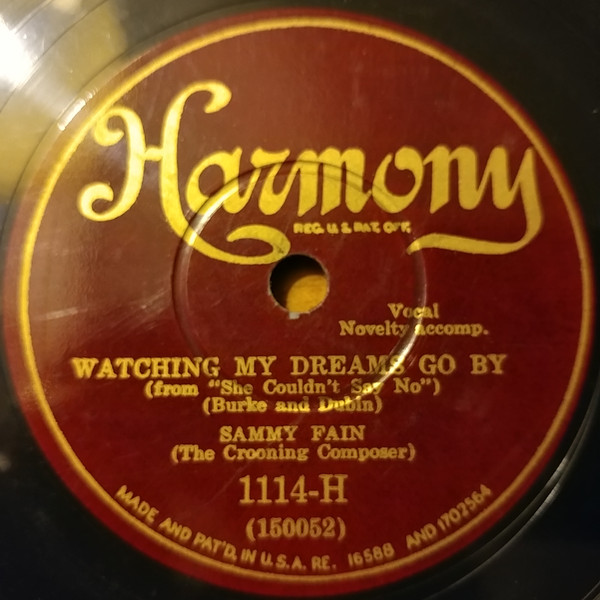 Harmony
REG. U.S. PAT. OFF.
Vocal
Novelty accomp.
WATCHING MY DREAMS GO BY
(from "She Couldn't Say No")
(Burke and Dubin)
SAMMY FAIN
(The Crooning Composer)
1114-H
(150052)
MADE AND PAT'D. IN U.S.A. RE. 16588 AND 1702564